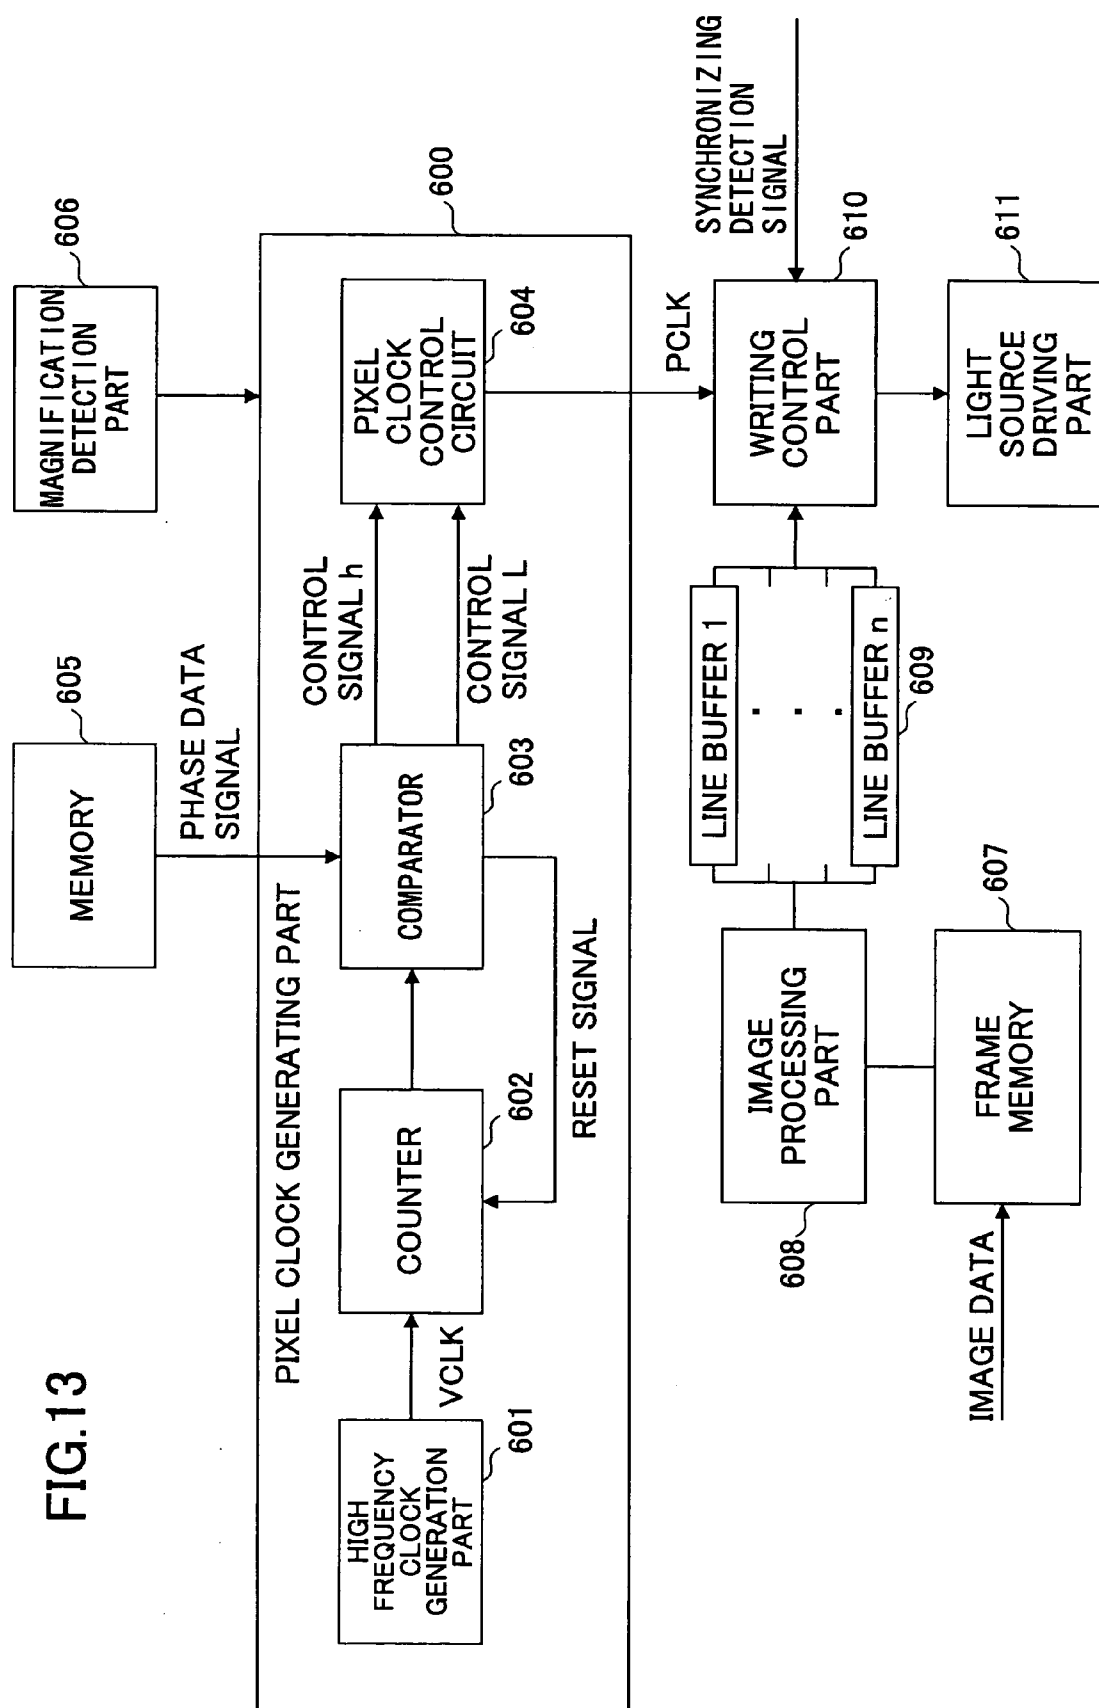 FIG.13
MEMORY
605
PHASE DATA
SIGNAL
MAGNIFICATION
DETECTION
PART
606
PIXEL CLOCK GENERATING PART
600
HIGH
FREQUENCY
CLOCK
GENERATION
PART
601
VCLK
COUNTER
602
COMPARATOR
603
RESET SIGNAL
CONTROL
SIGNAL h
CONTROL
SIGNAL L
PIXEL
CLOCK
CONTROL
CIRCUIT
604
PCLK
SYNCHRONIZING
DETECTION
SIGNAL
IMAGE
PROCESSING
PART
608
LINE BUFFER 1
LINE BUFFER n
609
WRITING
CONTROL
PART
610
IMAGE DATA
FRAME
MEMORY
607
LIGHT
SOURCE
DRIVING
PART
611